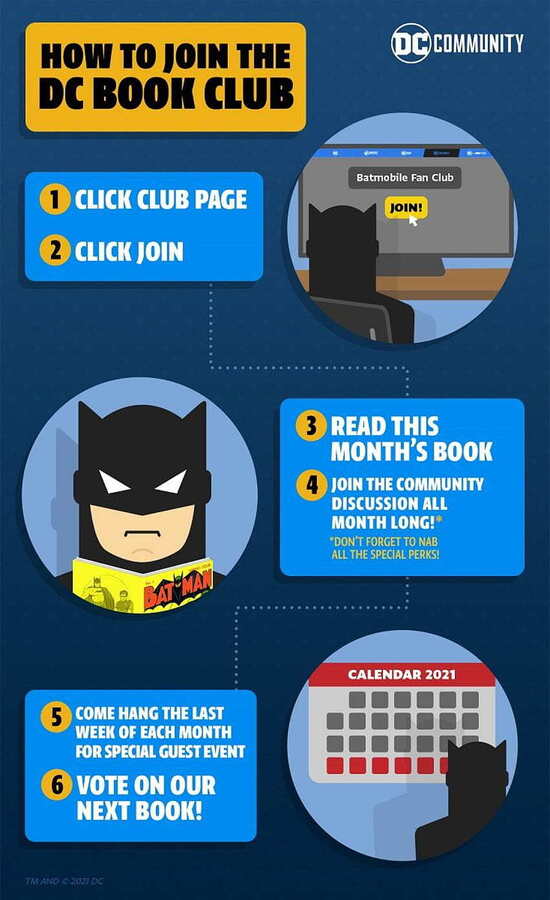 HOW TO JOIN THE
DC BOOK CLUB
DC COMMUNITY
1 CLICK CLUB PAGE
2 CLICK JOIN
Batmobile Fan Club
JOIN!
3 READ THIS
MONTH'S BOOK
4 JOIN THE COMMUNITY
DISCUSSION ALL
MONTH LONG!*
*DON'T FORGET TO NAB
ALL THE SPECIAL PERKS!
BATMAN
CALENDAR 2021
5 COME HANG THE LAST
WEEK OF EACH MONTH
FOR SPECIAL GUEST EVENT
6 VOTE ON OUR
NEXT BOOK!
TM AND © 2021 DC